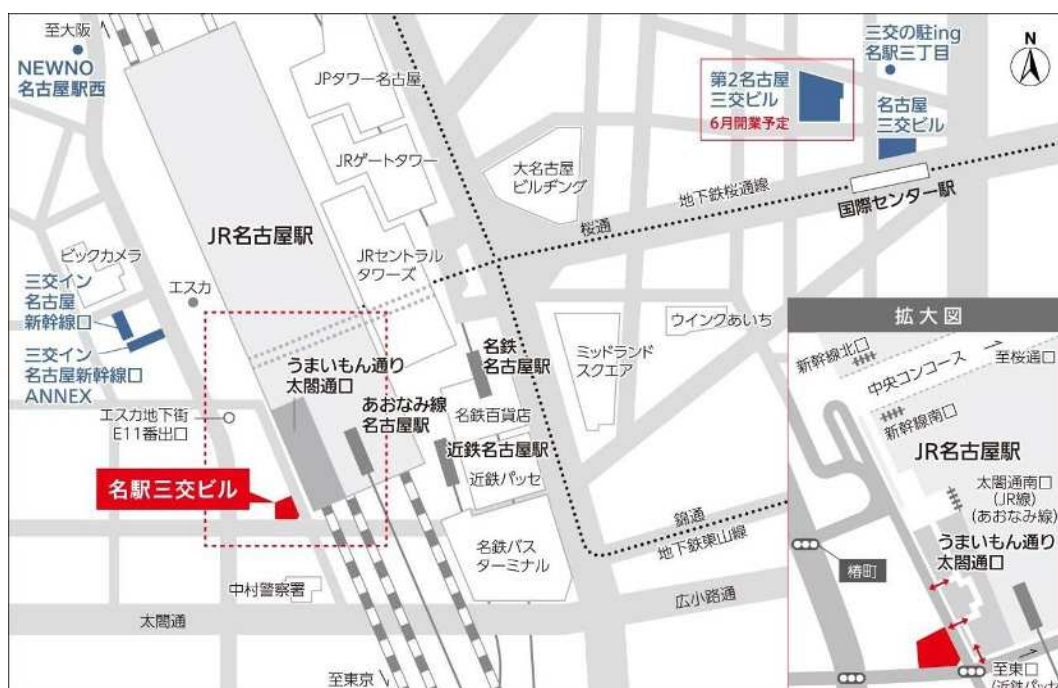 至大阪
NEWNO
名古屋駅西
JPタワー名古屋
JRゲートタワー
大名古屋
ビルヂング
第2名古屋
三交ビル
6月開業予定
三交の駐ing
名駅三丁目
N
名古屋
三交ビル
地下鉄桜通線
国際センター駅
桜通
JR名古屋駅
JRセントラル
タワーズ
ビックカメラ
エスカ
三交イン
名古屋
新幹線口
三交イン
名古屋新幹線口
ANNEX
うまいもん通り
太閤通口
あおなみ線
名古屋駅
名鉄
名古屋駅
名鉄百貨店
近鉄名古屋駅
近鉄パッセ
ミッドランド
スクエア
ウインクあいち
エスカ地下街
E11番出口
名駅三交ビル
名鉄バス
ターミナル
錦通
地下鉄東山線
中村警察署
太閤通
広小路通
至東京
拡大図
新幹線北口
中央コンコース
至桜通口
新幹線南口
JR名古屋駅
太閤通南口
(JR線)
(あおなみ線)
うまいもん通り
太閤通口
椿町
至東口
(近鉄パッセ